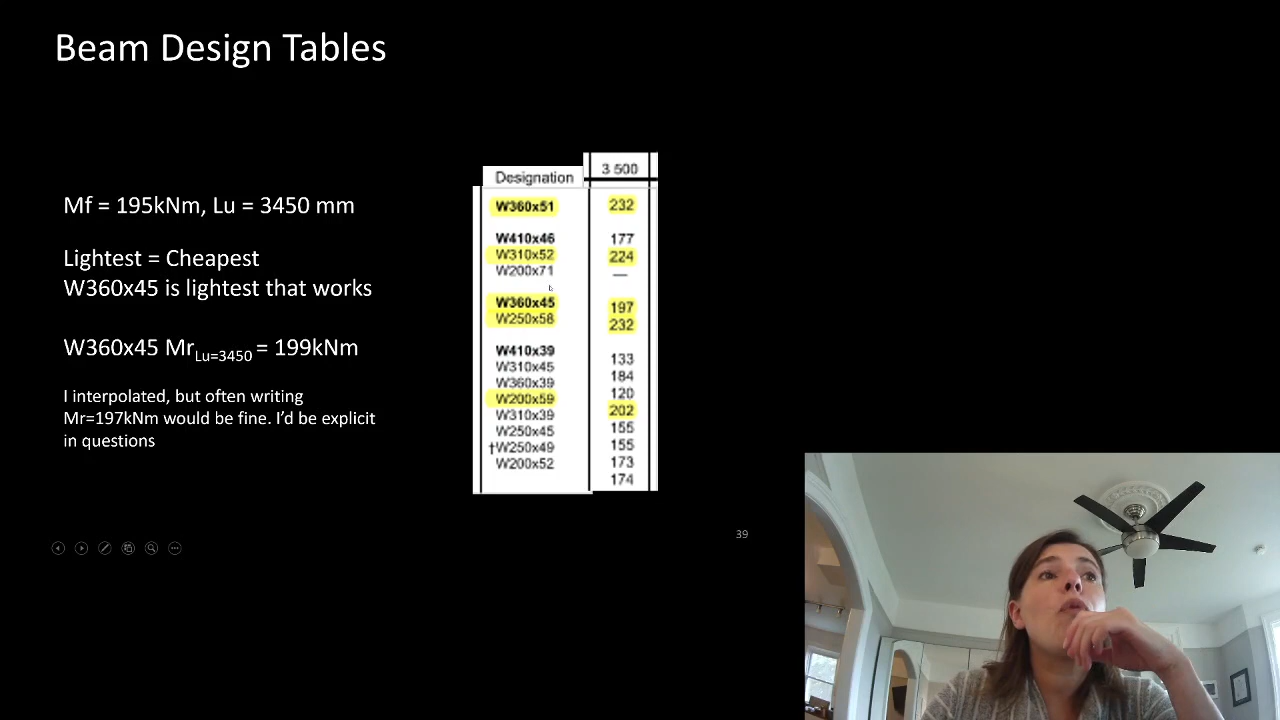 Beam Design Tables
Mf = 195kNm, Lu = 3450 mm
Lightest = Cheapest
W360x45 is lightest that works
W360x45 Mr Lu=3450 = 199kNm
I interpolated, but often writing
Mr=197kNm would be fine. I'd be explicit
in questions
Designation 3 500
W360x51 232
W410x46 177
W310x52 224
W200x71 —
W360x45 197
W250x58 232
W410x39 133
W310x45 184
W360x39 120
W200x59 202
W310x39 155
W250x45 155
†W250x49 173
W200x52 174
39